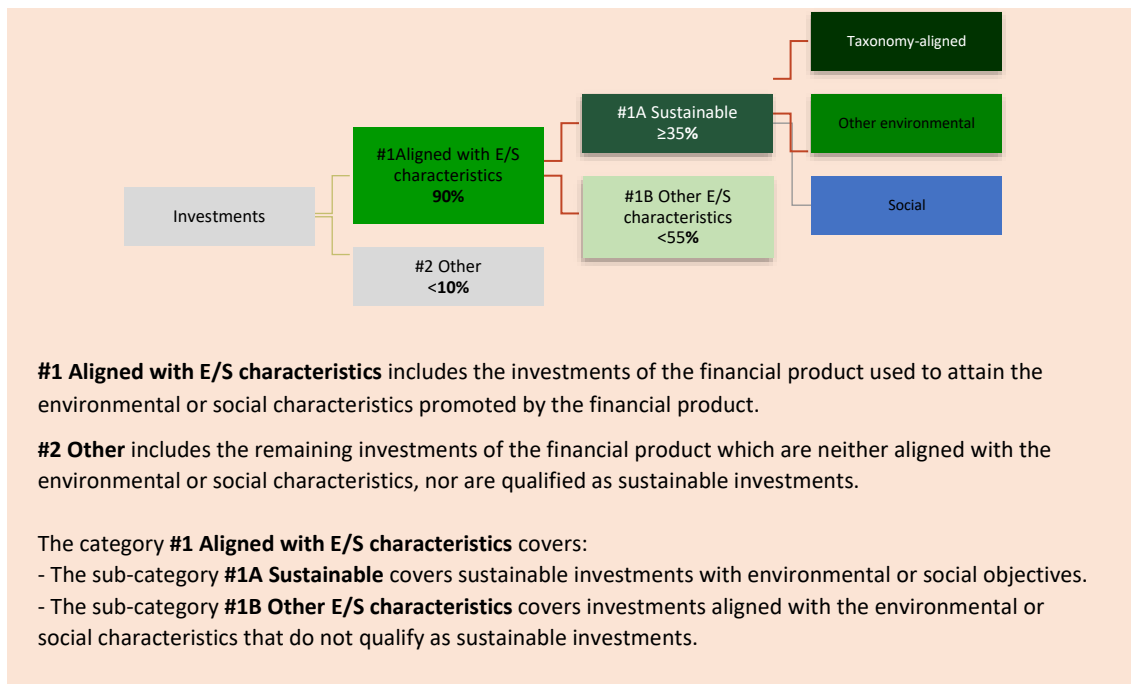 Taxonomy-aligned
#1A Sustainable
≥35%
Other environmental
#1Aligned with E/S
characteristics
90%
#1B Other E/S
characteristics
<55%
Social
Investments
#2 Other
<10%
#1 Aligned with E/S characteristics includes the investments of the financial product used to attain the
environmental or social characteristics promoted by the financial product.
#2 Other includes the remaining investments of the financial product which are neither aligned with the
environmental or social characteristics, nor are qualified as sustainable investments.
The category #1 Aligned with E/S characteristics covers:
- The sub-category #1A Sustainable covers sustainable investments with environmental or social objectives.
- The sub-category #1B Other E/S characteristics covers investments aligned with the environmental or
social characteristics that do not qualify as sustainable investments.